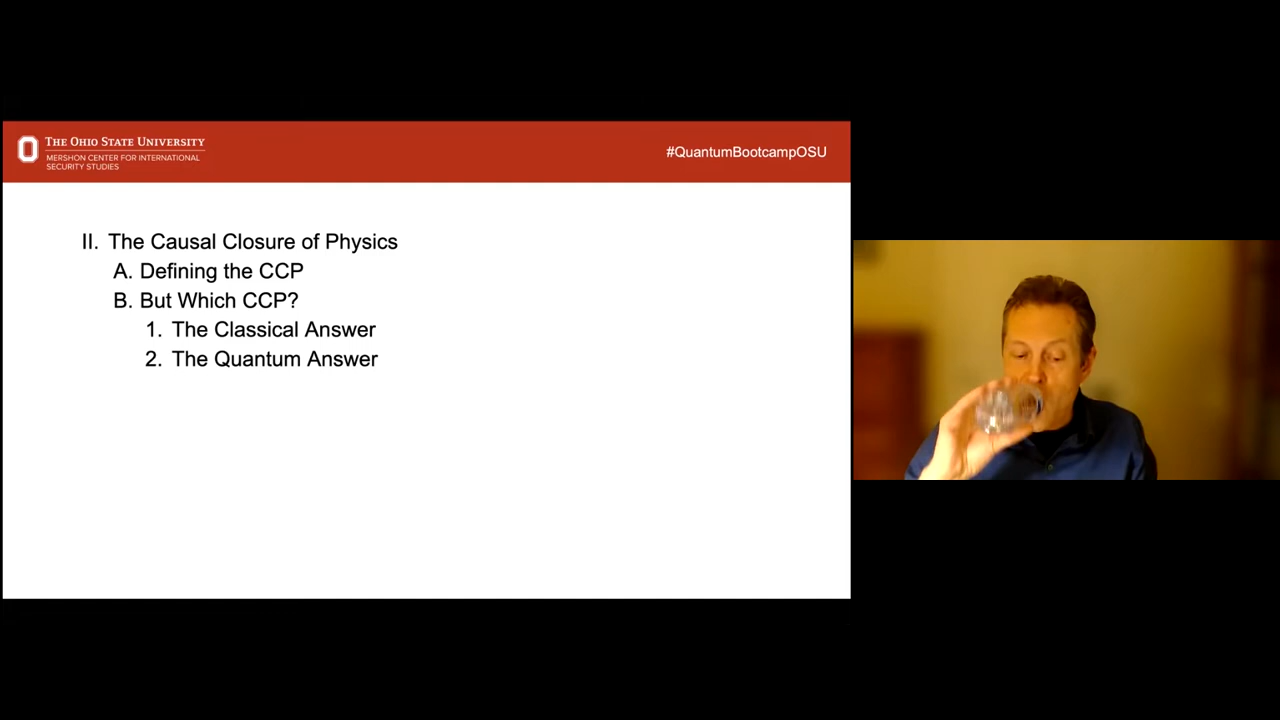 THE OHIO STATE UNIVERSITY
MERSHON CENTER FOR INTERNATIONAL
SECURITY STUDIES
#QuantumBootcampOSU
II. The Causal Closure of Physics
A. Defining the CCP
B. But Which CCP?
1. The Classical Answer
2. The Quantum Answer